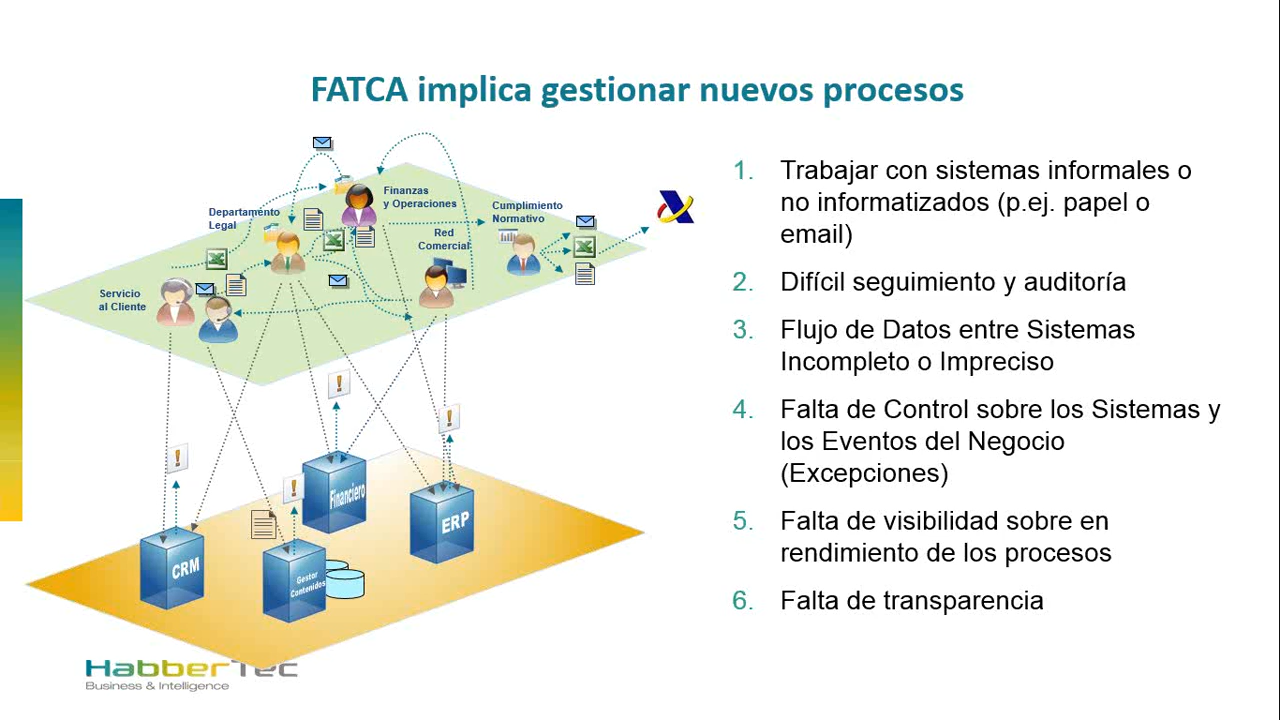 FATCA implica gestionar nuevos procesos
Finanzas
y Operaciones
Departamento
Legal
Cumplimiento
Normativo
Red
Comercial
Servicio
al Cliente
Financiero
ERP
CRM
Gestor
Contenidos
1. Trabajar con sistemas informales o
no informatizados (p.ej. papel o
email)
2. Difícil seguimiento y auditoría
3. Flujo de Datos entre Sistemas
Incompleto o Impreciso
4. Falta de Control sobre los Sistemas y
los Eventos del Negocio
(Excepciones)
5. Falta de visibilidad sobre en
rendimiento de los procesos
6. Falta de transparencia
HabberTec
Business & Intelligence